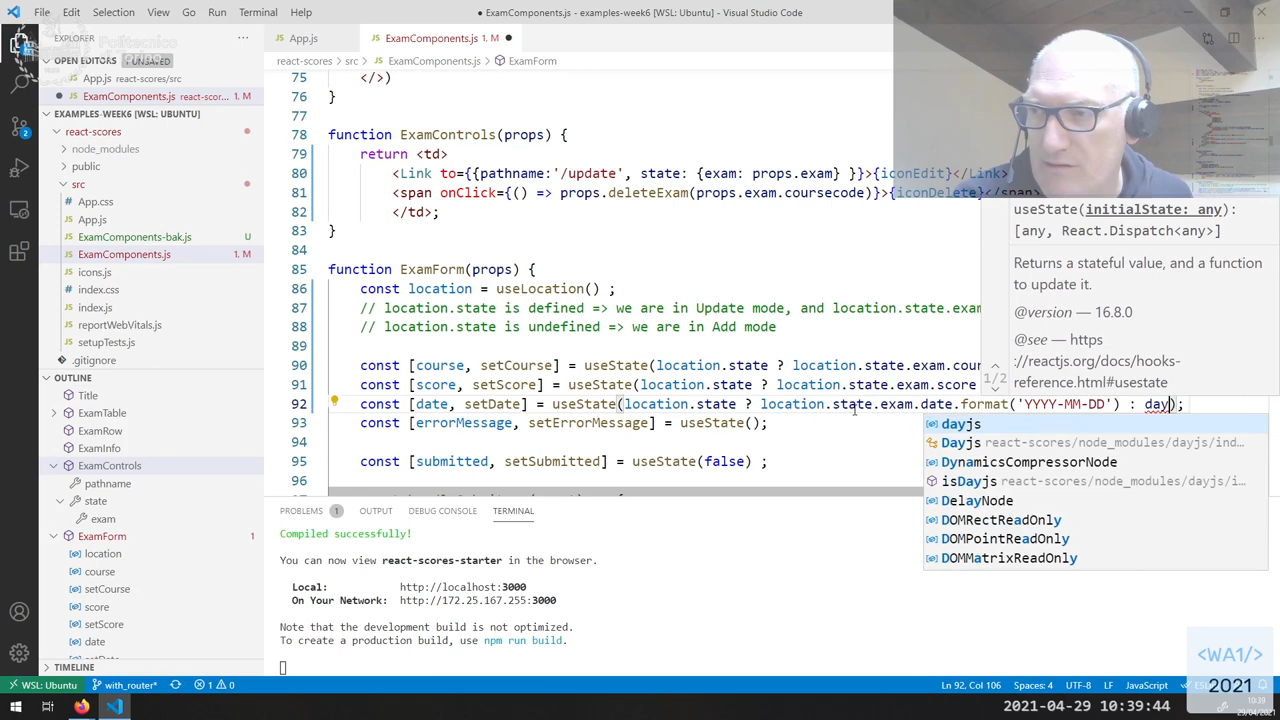 File Edit Selection View Go Run Terminal Help
● ExamComponents.js - examples-week6 [WSL: Ubuntu] - Visual Studio Code
EXPLORER
Politecnico
di Torino
OPEN EDITORS 1 UNSAVED
App.js react-scores/src
ExamComponents.js react-scor... 1, M
EXAMPLES-WEEK6 [WSL: UBUNTU]
react-scores
node_modules
public
src
App.css
App.js
ExamComponents-bak.js U
ExamComponents.js 1, M
icons.js
index.css
index.js
reportWebVitals.js
setupTests.js
.gitignore
OUTLINE
Title
ExamTable
ExamRow
ExamInfo
ExamControls
pathname
state
exam
ExamForm 1
location
course
setCourse
score
setScore
date
setDate
TIMELINE
App.js
ExamComponents.js 1, M ●
react-scores > src > ExamComponents.js > ExamForm
75 </>)
76 }
77
78 function ExamControls(props) {
79 return <td>
80 <Link to={{pathname:'/update', state: {exam: props.exam} }}>{iconEdit}</Link>
81 <span onClick={() => props.deleteExam(props.exam.coursecode)}>{iconDelete}</span>
82 </td>;
83 }
84
85 function ExamForm(props) {
86 const location = useLocation() ;
87 // location.state is defined => we are in Update mode, and location.state.exam
88 // location.state is undefined => we are in Add mode
89
90 const [course, setCourse] = useState(location.state ? location.state.exam.cour
91 const [score, setScore] = useState(location.state ? location.state.exam.score
92 const [date, setDate] = useState(location.state ? location.state.exam.date.format('YYYY-MM-DD') : day);
93 const [errorMessage, setErrorMessage] = useState();
94
95 const [submitted, setSubmitted] = useState(false) ;
96
useState(initialState: any):
[any, React.Dispatch<any>]
Returns a stateful value, and a function
to update it.
@version — 16.8.0
@see — https
://reactjs.org/docs/hooks-
reference.html#usestate
1/2
dayjs
Dayjs react-scores/node_modules/dayjs/ind...
DynamicsCompressorNode
isDayjs react-scores/node_modules/dayjs/i...
DelayNode
DOMRectReadOnly
DOMPointReadOnly
DOMMatrixReadOnly
PROBLEMS 1 OUTPUT DEBUG CONSOLE TERMINAL
Compiled successfully!
You can now view react-scores-starter in the browser.
Local: http://localhost:3000
On Your Network: http://172.25.167.255:3000
Note that the development build is not optimized.
To create a production build, use npm run build.
<WA1/>
2021
WSL: Ubuntu with_router* 1 0 Ln 92, Col 106 Spaces: 4 UTF-8 LF JavaScript
2021-04-29 10:39:44
10:39
29/04/2021